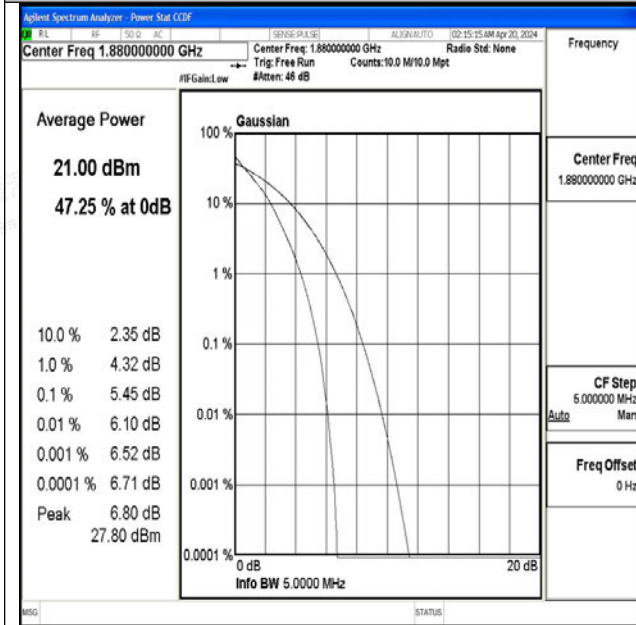 Agilent Spectrum Analyzer - Power Stat CCDF
RL RF 50 Ω AC SENSE:PULSE ALIGNAUTO 02:15:15 AM Apr 20, 2024
Center Freq 1.880000000 GHz
Center Freq: 1.880000000 GHz Radio Std: None
Trig: Free Run Counts:10.0 M/10.0 Mpt
#IFGain:Low #Atten: 46 dB
Frequency
Average Power
21.00 dBm
47.25 % at 0dB
10.0 % 2.35 dB
1.0 % 4.32 dB
0.1 % 5.45 dB
0.01 % 6.10 dB
0.001 % 6.52 dB
0.0001 % 6.71 dB
Peak 6.80 dB
27.80 dBm
Gaussian
100 %
10 %
1 %
0.1 %
0.01 %
0.001 %
0.0001 %
0 dB 20 dB
Info BW 5.0000 MHz
Center Freq
1.880000000 GHz
CF Step
5.000000 MHz
Auto Man
Freq Offset
0 Hz
MSG STATUS